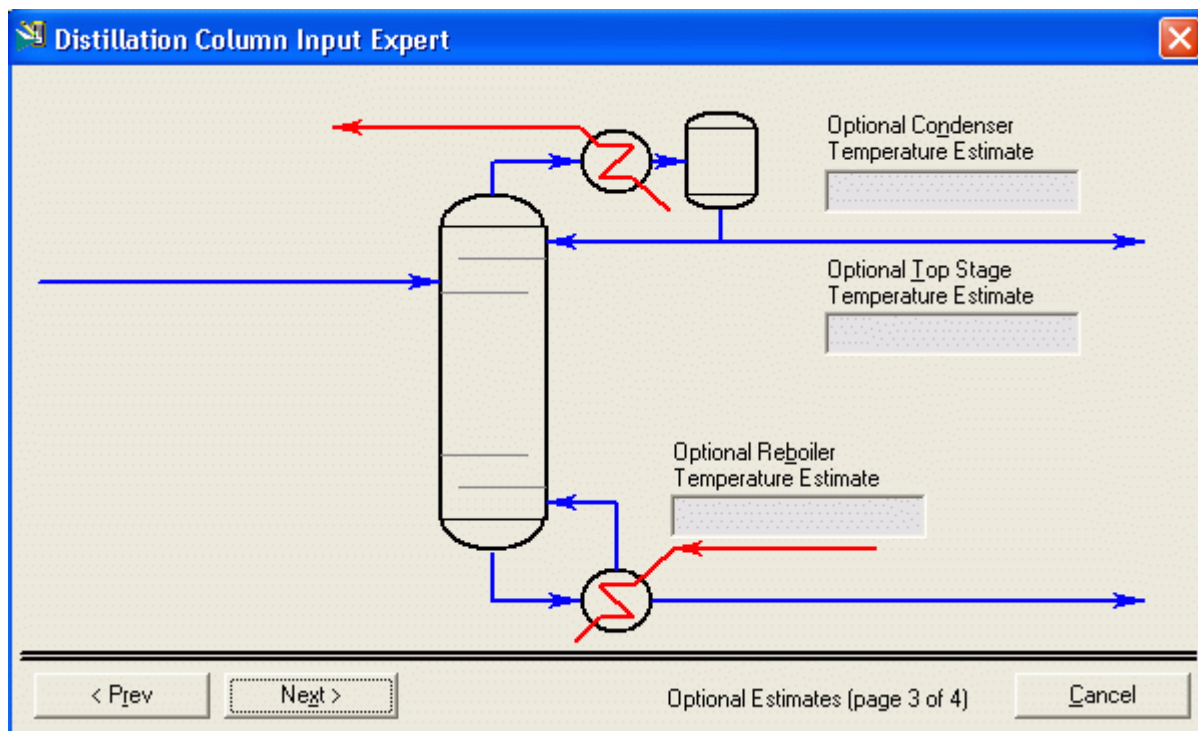 Distillation Column Input Expert
Optional Condenser
Temperature Estimate
Optional Top Stage
Temperature Estimate
Optional Reboiler
Temperature Estimate
< Prev
Next >
Optional Estimates (page 3 of 4)
Cancel